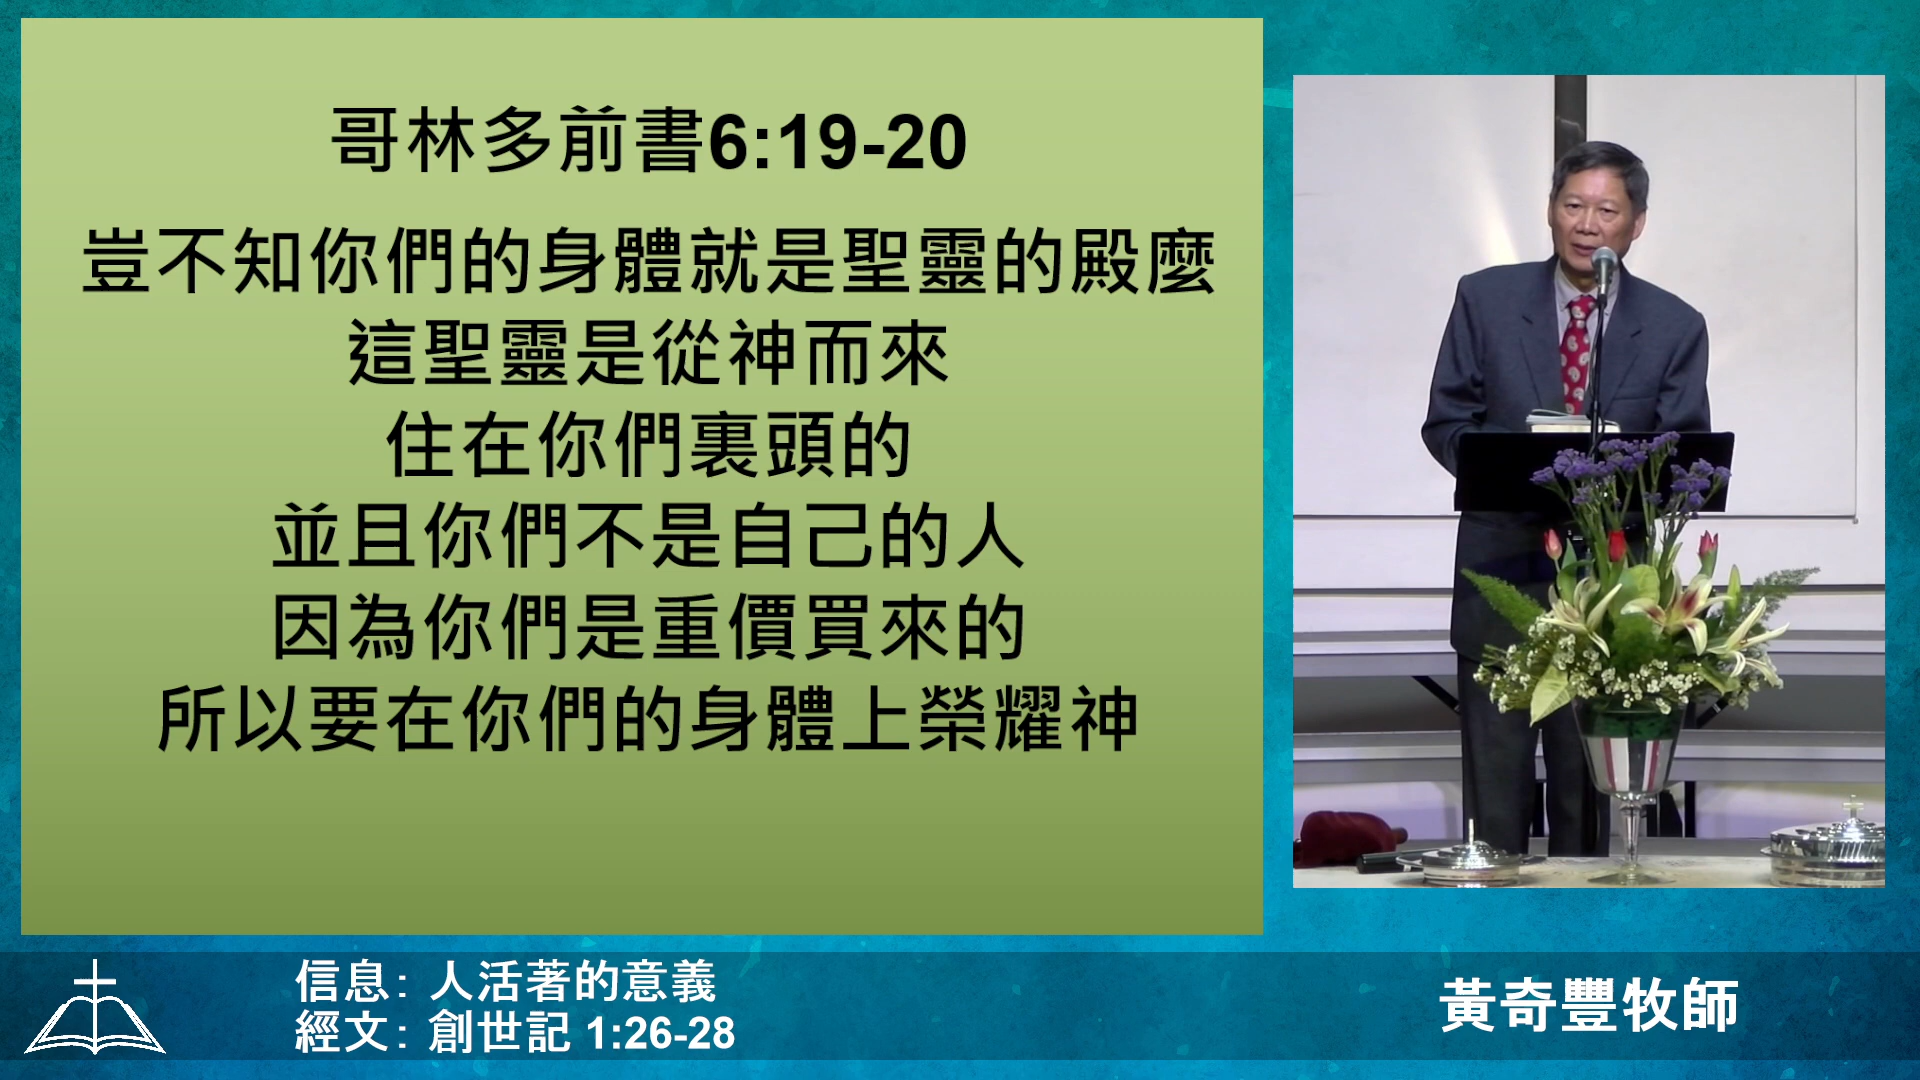 哥林多前書6:19-20
豈不知你們的身體就是聖靈的殿麼
這聖靈是從神而來
住在你們裏頭的
並且你們不是自己的人
因為你們是重價買來的
所以要在你們的身體上榮耀神
信息: 人活著的意義
經文: 創世記 1:26-28
黃奇豐牧師